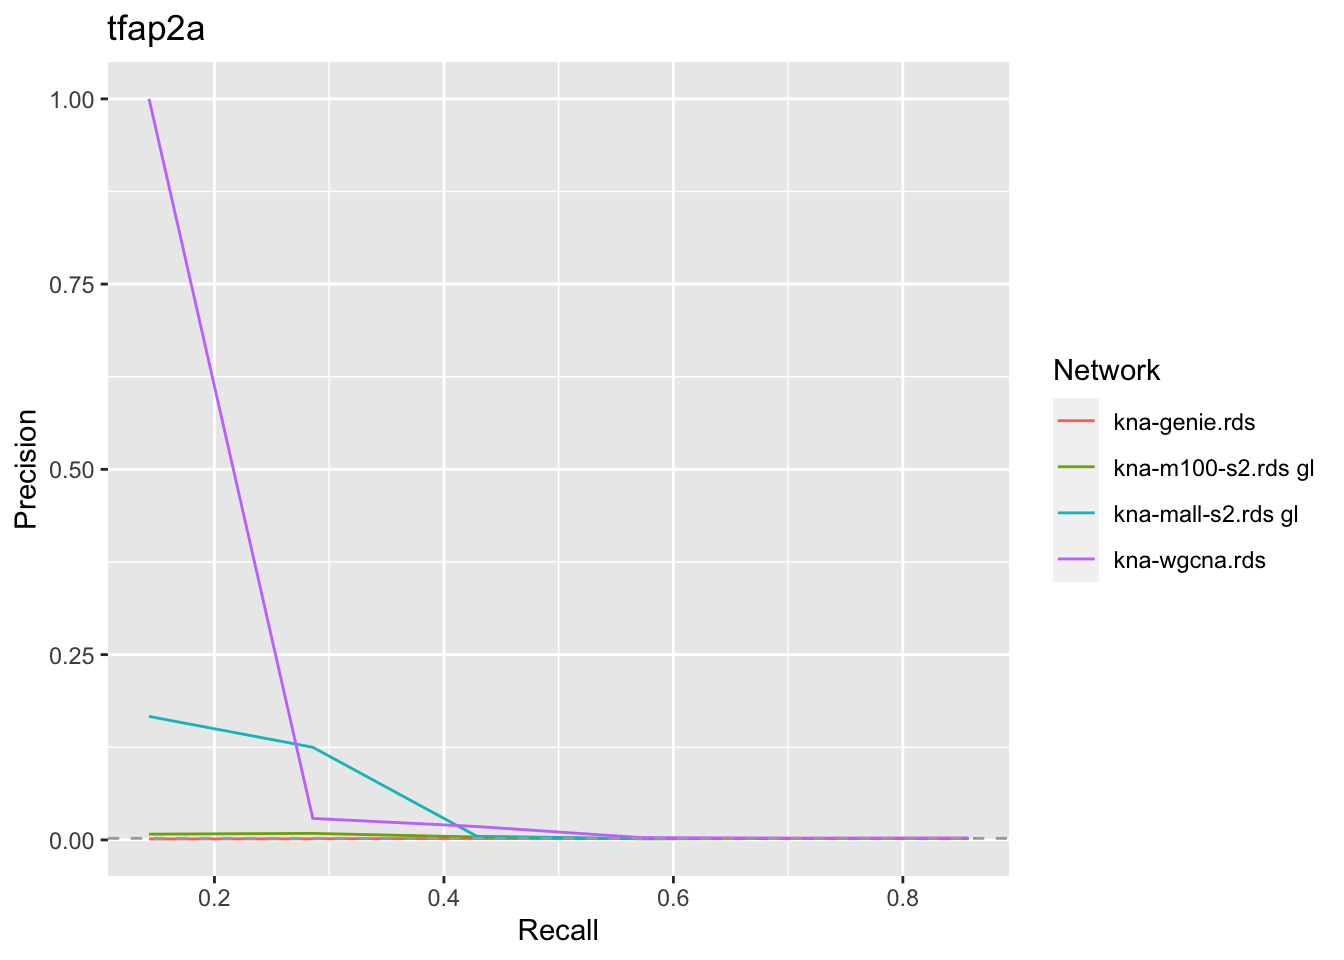 tfap2a
1.00
0.75
0.50
0.25
0.00
Precision
0.2
0.4
0.6
0.8
Recall
Network
kna-genie.rds
kna-m100-s2.rds gl
kna-mall-s2.rds gl
kna-wgcna.rds